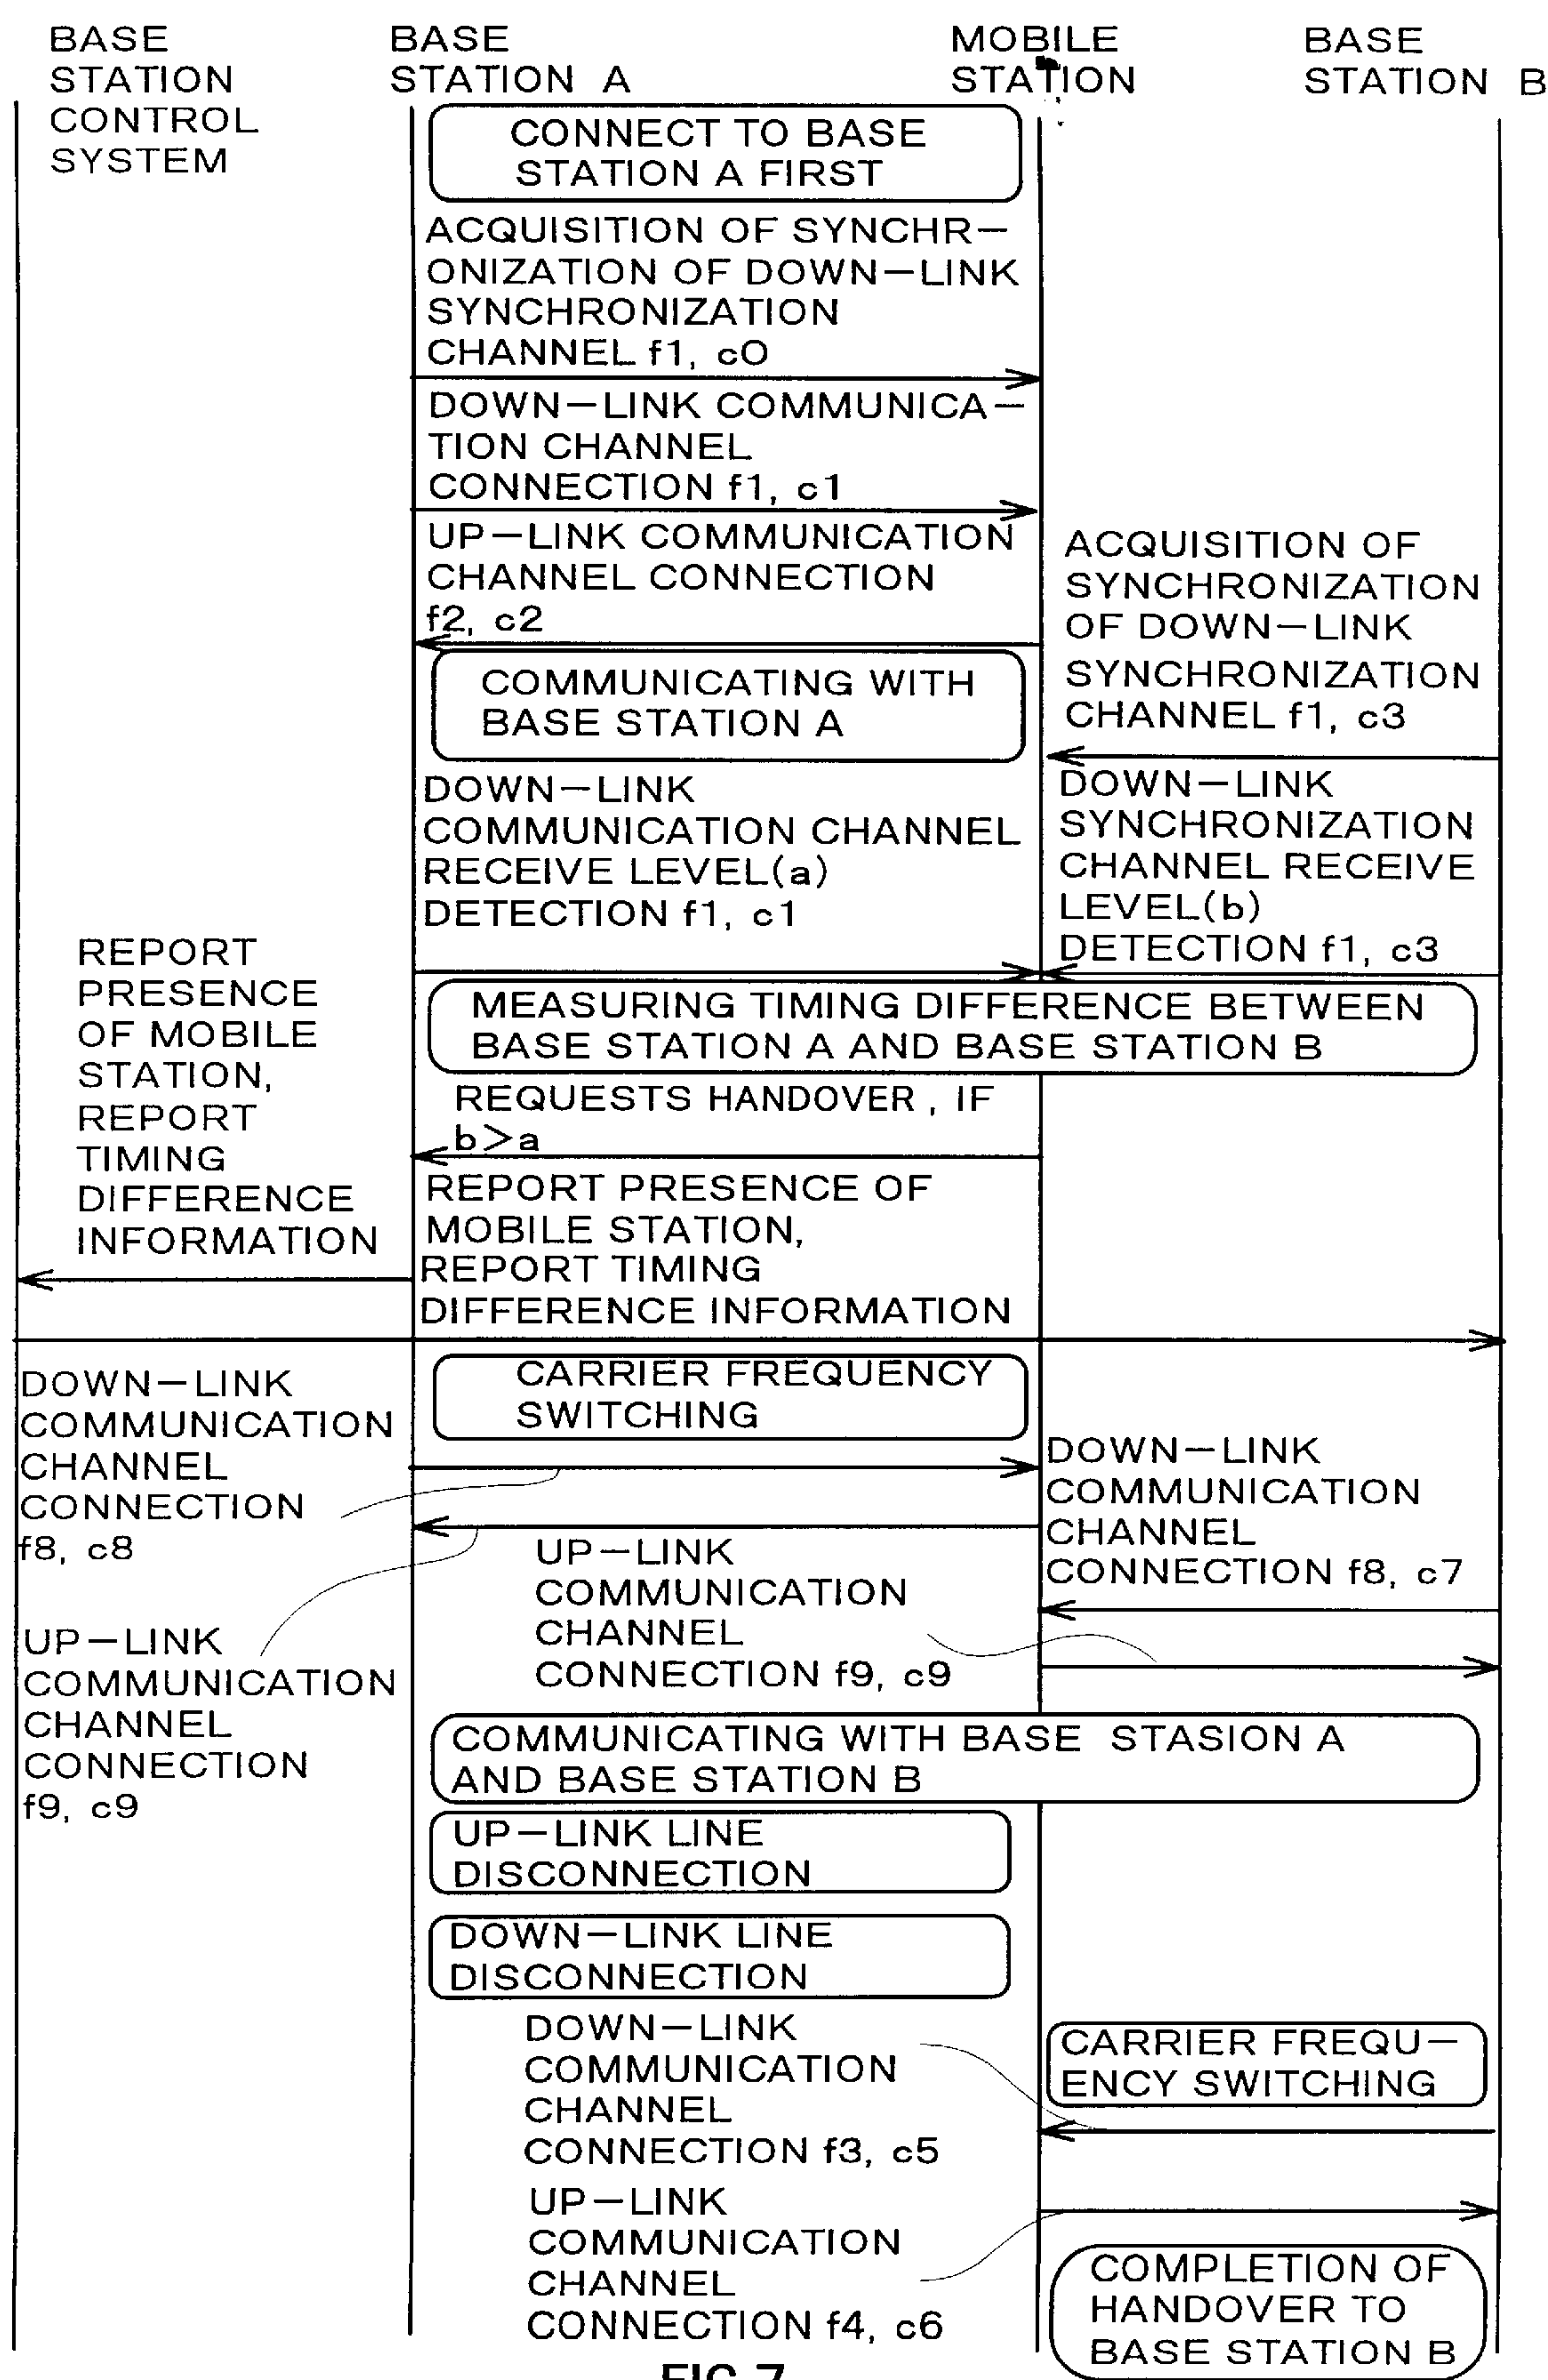 BASE
STATION
CONTROL
SYSTEM
BASE
STATION A
MOBILE
STATION
BASE
STATION B
CONNECT TO BASE
STATION A FIRST
ACQUISITION OF SYNCHR—
ONIZATION OF DOWN—LINK
SYNCHRONIZATION
CHANNEL f1, c0
DOWN—LINK COMMUNICA—
TION CHANNEL
CONNECTION f1, c1
UP—LINK COMMUNICATION
CHANNEL CONNECTION
f2, c2
ACQUISITION OF
SYNCHRONIZATION
OF DOWN—LINK
SYNCHRONIZATION
CHANNEL f1, c3
COMMUNICATING WITH
BASE STATION A
DOWN—LINK
COMMUNICATION CHANNEL
RECEIVE LEVEL(a)
DETECTION f1, c1
DOWN—LINK
SYNCHRONIZATION
CHANNEL RECEIVE
LEVEL(b)
DETECTION f1, c3
MEASURING TIMING DIFFERENCE BETWEEN
BASE STATION A AND BASE STATION B
REQUESTS HANDOVER, IF
b>a
REPORT
PRESENCE
OF MOBILE
STATION,
REPORT
TIMING
DIFFERENCE
INFORMATION
REPORT PRESENCE OF
MOBILE STATION,
REPORT TIMING
DIFFERENCE INFORMATION
CARRIER FREQUENCY
SWITCHING
DOWN—LINK
COMMUNICATION
CHANNEL
CONNECTION
f8, c8
DOWN—LINK
COMMUNICATION
CHANNEL
CONNECTION f8, c7
UP—LINK
COMMUNICATION
CHANNEL
CONNECTION f9, c9
UP—LINK
COMMUNICATION
CHANNEL
CONNECTION
f9, c9
COMMUNICATING WITH BASE STASION A
AND BASE STATION B
UP—LINK LINE
DISCONNECTION
DOWN—LINK LINE
DISCONNECTION
DOWN—LINK
COMMUNICATION
CHANNEL
CONNECTION f3, c5
CARRIER FREQU—
ENCY SWITCHING
UP—LINK
COMMUNICATION
CHANNEL
CONNECTION f4, c6
COMPLETION OF
HANDOVER TO
BASE STATION B
FIG.7